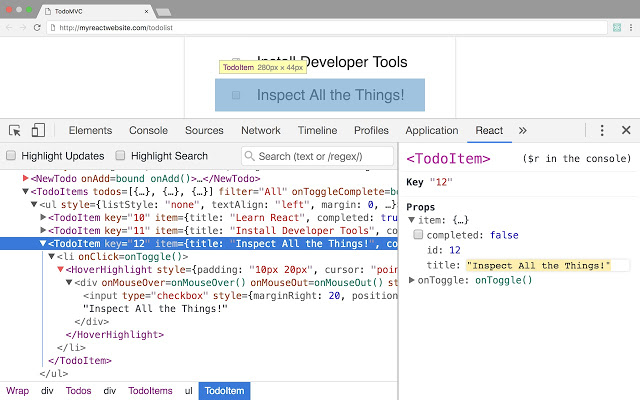 TodoMVC
http://myreactwebsite.com/todolist
Install Developer Tools
TodoItem 280px × 44px
Inspect All the Things!
Elements Console Sources Network Timeline Profiles Application React »
Highlight Updates Highlight Search Search (text or /regex/)
<NewTodo onAdd=bound onAdd()>…</NewTodo>
<TodoItems todos=[{…}, {…}, {…}] filter="All" onToggleComplete=bo
<ul style={listStyle: "none", textAlign: "left", margin: 0, …}
<TodoItem key="10" item={title: "Learn React", completed: tru
<TodoItem key="11" item={title: "Install Developer Tools", co
<TodoItem key="12" item={title: "Inspect All the Things!", co
<li onClick=onToggle()>
<HoverHighlight style={padding: "10px 20px", cursor: "poin
<div onMouseOver=onMouseOver() onMouseOut=onMouseOut() st
<input type="checkbox" style={marginRight: 20, position
"Inspect All the Things!"
</div>
</HoverHighlight>
</li>
</TodoItem>
</ul>
Wrap div Todos div TodoItems ul TodoItem
<TodoItem> ($r in the console)
Key "12"
Props
item: {…}
completed: false
id: 12
title: "Inspect All the Things!"
onToggle: onToggle()